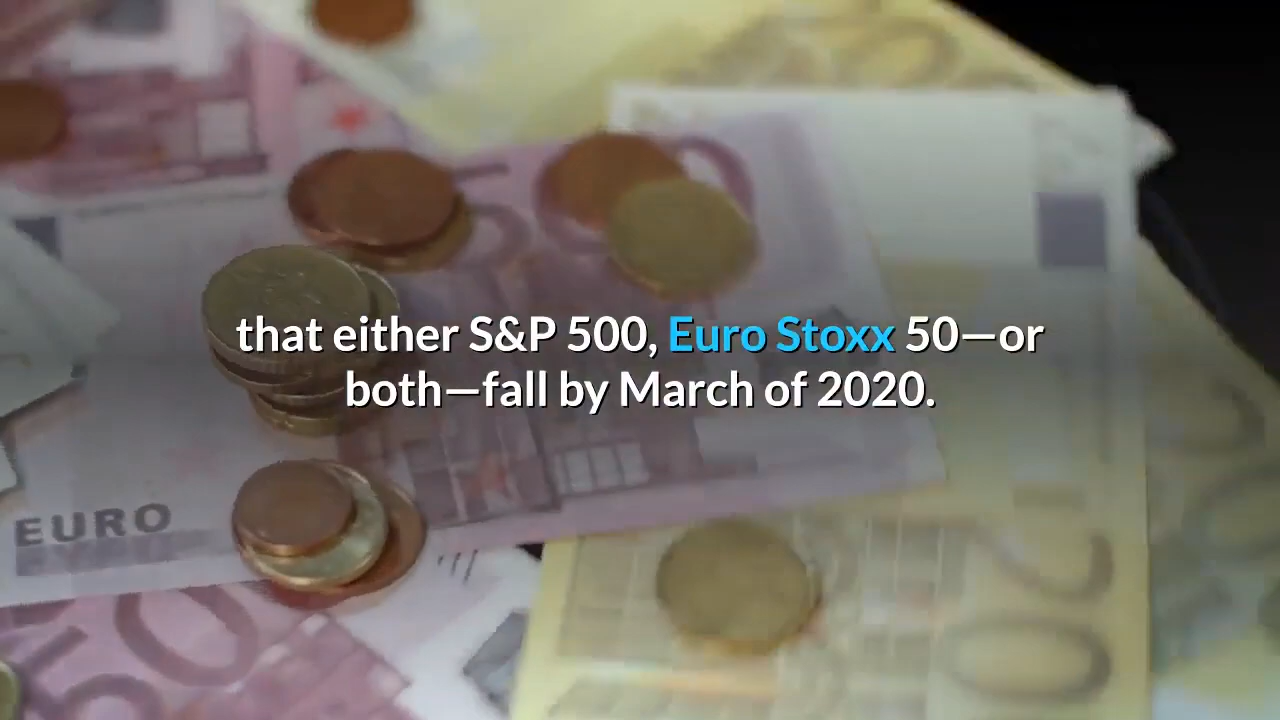 that either S&P 500, Euro Stoxx 50—or
both—fall by March of 2020.
EURO